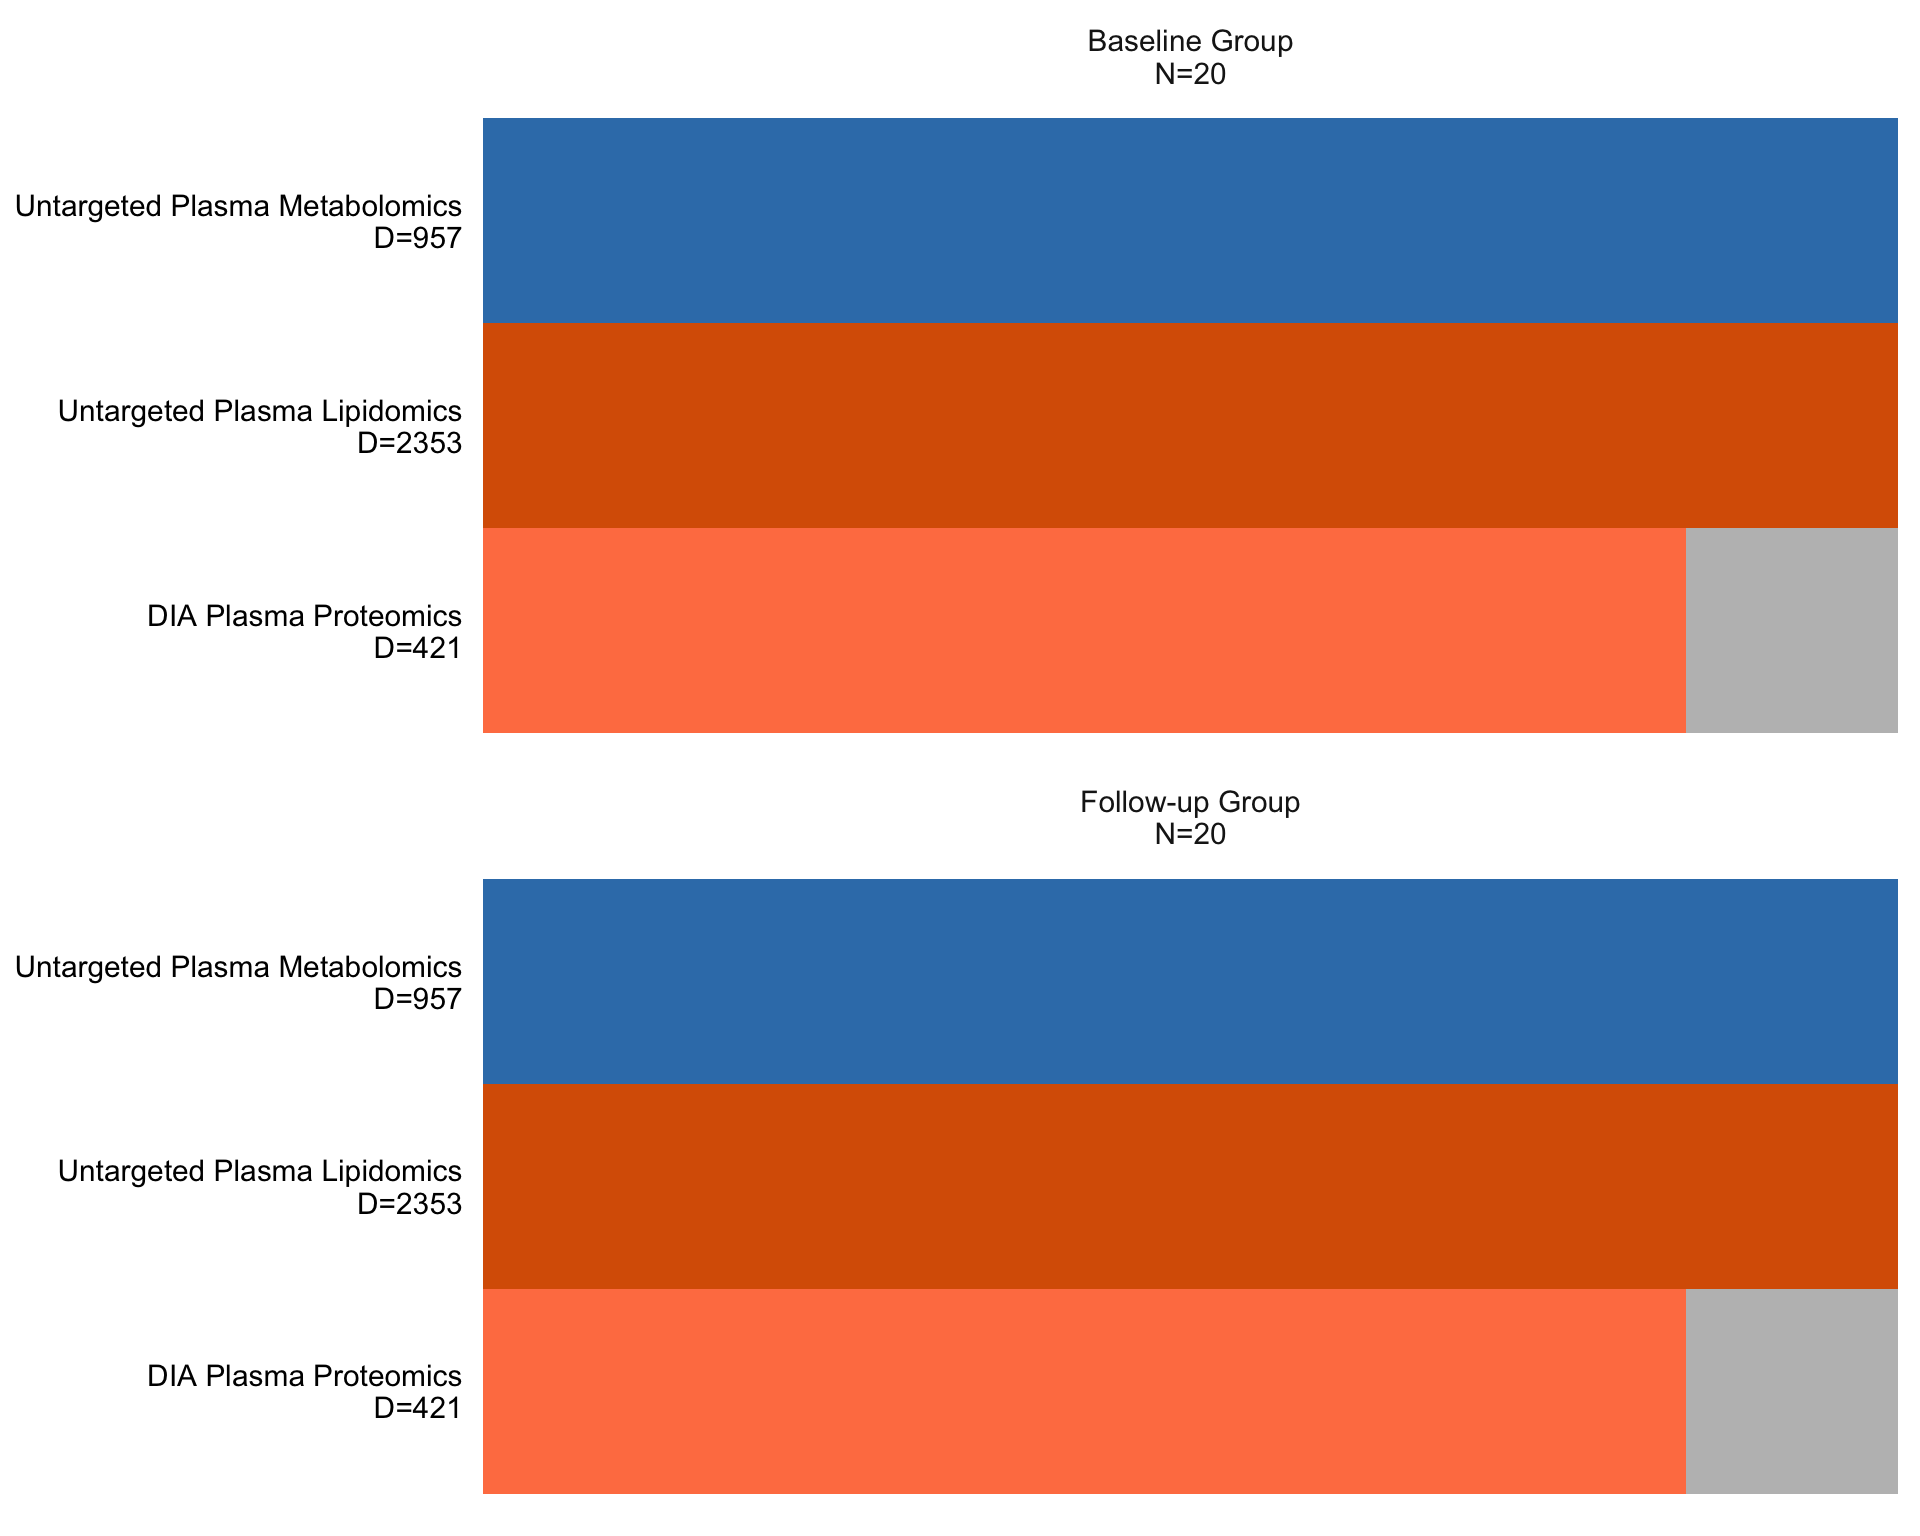 Baseline Group
N=20
Untargeted Plasma Metabolomics
D=957
Untargeted Plasma Lipidomics
D=2353
DIA Plasma Proteomics
D=421
Follow-up Group
N=20
Untargeted Plasma Metabolomics
D=957
Untargeted Plasma Lipidomics
D=2353
DIA Plasma Proteomics
D=421